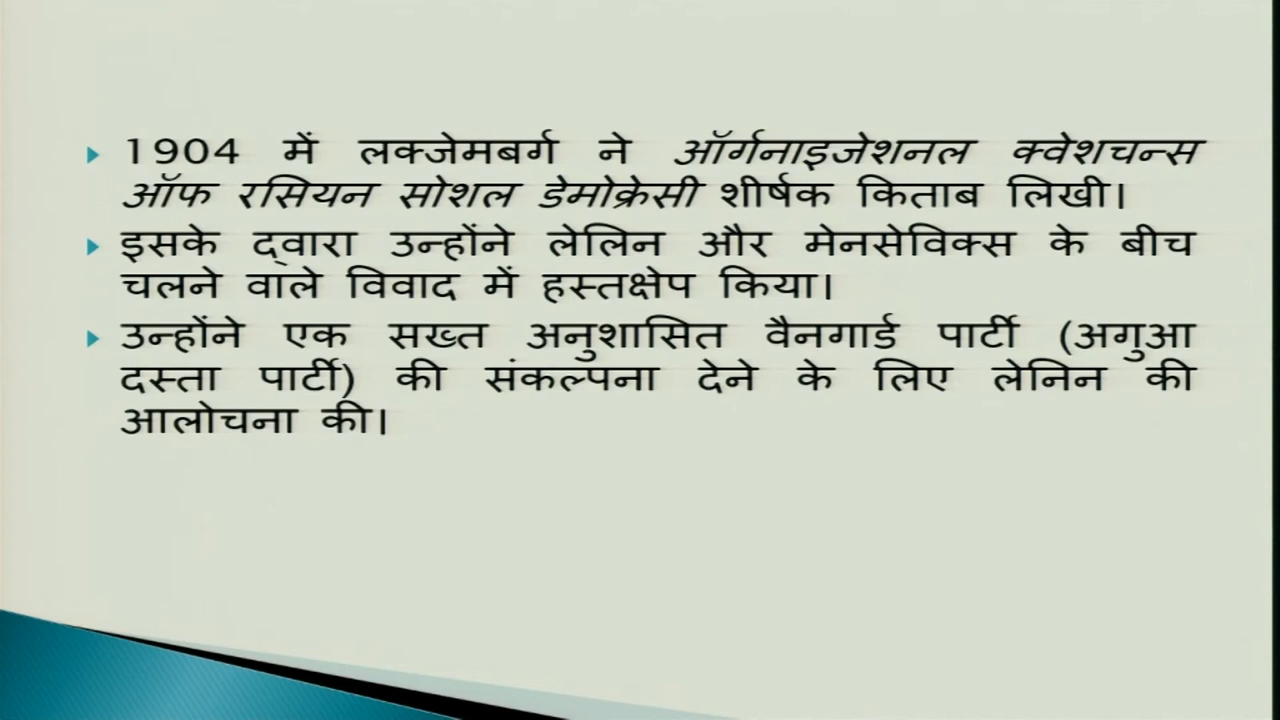 1904 में लक्जेमबर्ग ने ऑर्गनाइजेशनल क्वेशचन्स
ऑफ रसियन सोशल डेमोक्रेसी शीर्षक किताब लिखी।
इसके द्वारा उन्होंने लेलिन और मेनसेविक्स के बीच
चलने वाले विवाद में हस्तक्षेप किया।
उन्होंने एक सख्त अनुशासित वैनगार्ड पार्टी (अगुआ
दस्ता पार्टी) की संकल्पना देने के लिए लेनिन की
आलोचना की।